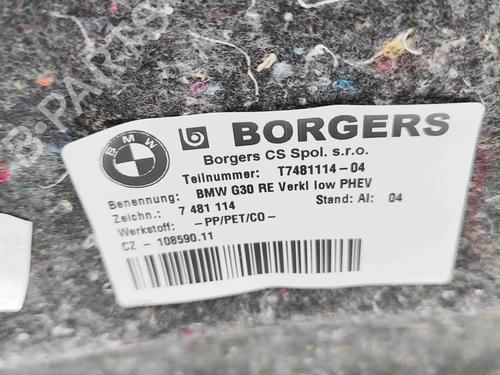 B-PARTS
BMW
b BORGERS
Borgers CS Spol. s.r.o.
Teilnummer: T7481114-04
Benennung: BMW G30 RE Verkl low PHEV
Zeichn.: 7 481 114 Stand: AI: 04
Werkstoff: -PP/PET/CO-
CZ - 108590.11